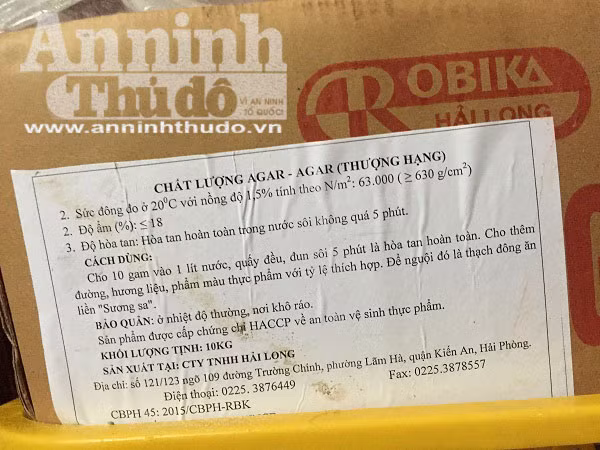 An ninh
Thủ đô
VÌ AN NINH
TỔ QUỐC
www.anninhthudo.vn
ROBIKA
HẢI LONG
CHẤT LƯỢNG AGAR - AGAR (THƯỢNG HẠNG)
2. Sức đông đo ở 20⁰C với nồng độ 1,5% tính theo N/m²: 63.000 ( ≥ 630 g/cm²)
2. Độ ẩm (%): ≤ 18
3. Độ hòa tan: Hòa tan hoàn toàn trong nước sôi không quá 5 phút.
CÁCH DÙNG:
Cho 10 gam vào 1 lít nước, quấy đều, đun sôi 5 phút là hòa tan hoàn toàn. Cho thêm
đường, hương liệu, phẩm màu thực phẩm với tỷ lệ thích hợp. Để nguội đó là thạch đông ăn
liền "Sương sa".
BẢO QUẢN: ở nhiệt độ thường, nơi khô ráo.
Sản phẩm được cấp chứng chỉ HACCP về an toàn vệ sinh thực phẩm.
KHỐI LƯỢNG TỊNH: 10KG
SẢN XUẤT TẠI: CTY TNHH HẢI LONG
Địa chỉ: số 121/123 ngõ 109 đường Trường Chinh, phường Lãm Hà, quận Kiến An, Hải Phòng.
Điện thoại: 0225.3876449 Fax: 0225.3878557
CBPH 45: 2015/CBPH-RBK